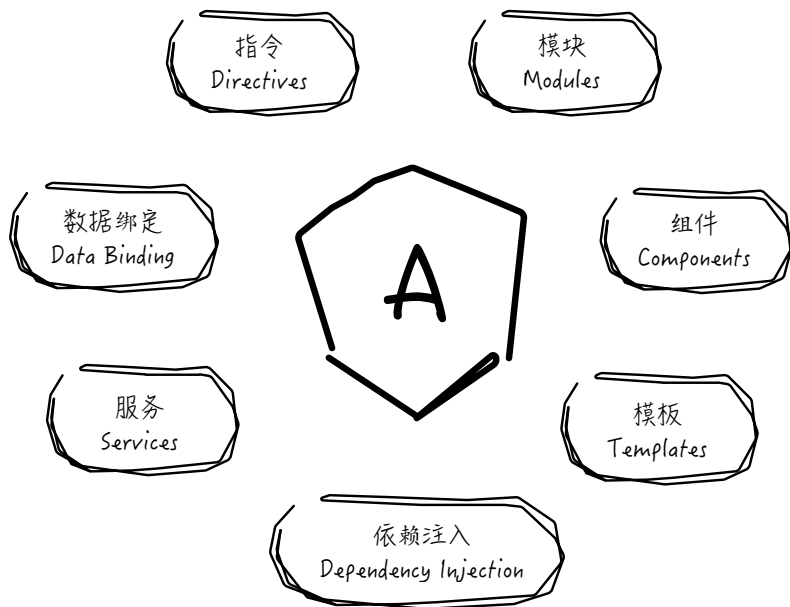 指令
Directives
模块
Modules
数据绑定
Data Binding
A
组件
Components
服务
Services
模板
Templates
依赖注入
Dependency Injection